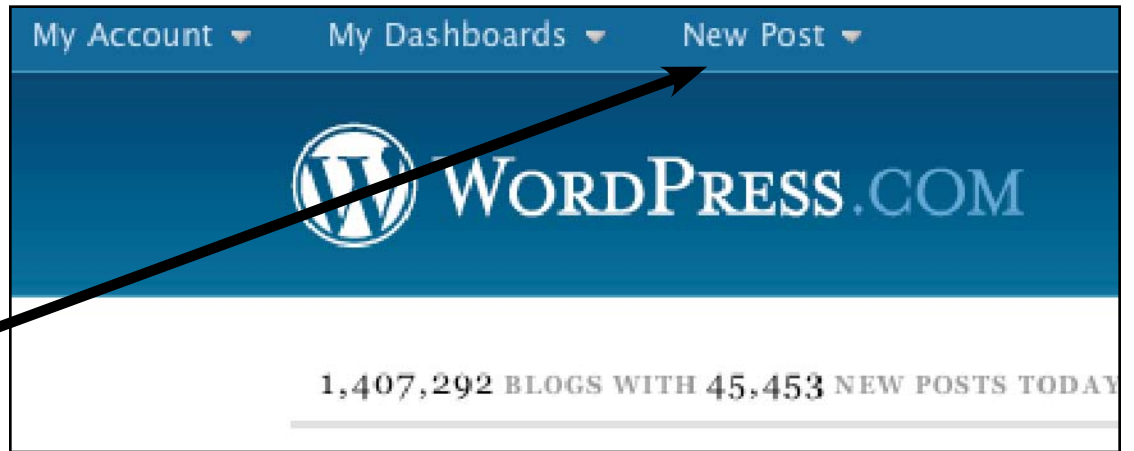 My Account My Dashboards New Post
WORDPRESS.COM
1,407,292 BLOGS WITH 45,453 NEW POSTS TODAY